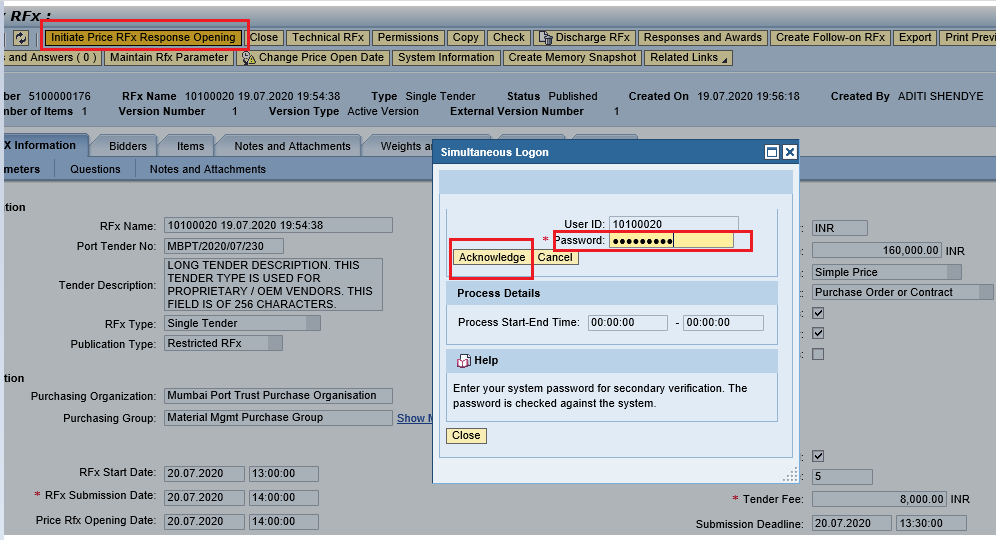 RFx :
Initiate Price RFx Response Opening Close Technical RFx Permissions Copy Check Discharge RFx Responses and Awards Create Follow-on RFx Export Print Previ
s and Answers ( 0 ) Maintain Rfx Parameter Change Price Open Date System Information Create Memory Snapshot Related Links
ber 5100000176 RFx Name 10100020 19.07.2020 19:54:38 Type Single Tender Status Published Created On 19.07.2020 19:56:18 Created By ADITI SHENDYE
mber of Items 1 Version Number 1 Version Type Active Version External Version Number 1
X Information Bidders Items Notes and Attachments Weights an
meters Questions Notes and Attachments
Simultaneous Logon
ation
RFx Name: 10100020 19.07.2020 19:54:38
Port Tender No: MBPT/2020/07/230
Tender Description: LONG TENDER DESCRIPTION. THIS
TENDER TYPE IS USED FOR
PROPRIETARY / OEM VENDORS. THIS
FIELD IS OF 256 CHARACTERS.
RFx Type: Single Tender
Publication Type: Restricted RFx
User ID: 10100020
* Password: ●●●●●●●●●
Acknowledge Cancel
Process Details
Process Start-End Time: 00:00:00 - 00:00:00
Help
Enter your system password for secondary verification. The
password is checked against the system.
Close
: INR
: 160,000.00 INR
: Simple Price
: Purchase Order or Contract
ation
Purchasing Organization: Mumbai Port Trust Purchase Organisation
Purchasing Group: Material Mgmt Purchase Group Show M
RFx Start Date: 20.07.2020 13:00:00
* RFx Submission Date: 20.07.2020 14:00:00
Price Rfx Opening Date: 20.07.2020 14:00:00
: 5
* Tender Fee: 8,000.00 INR
Submission Deadline: 20.07.2020 13:30:00